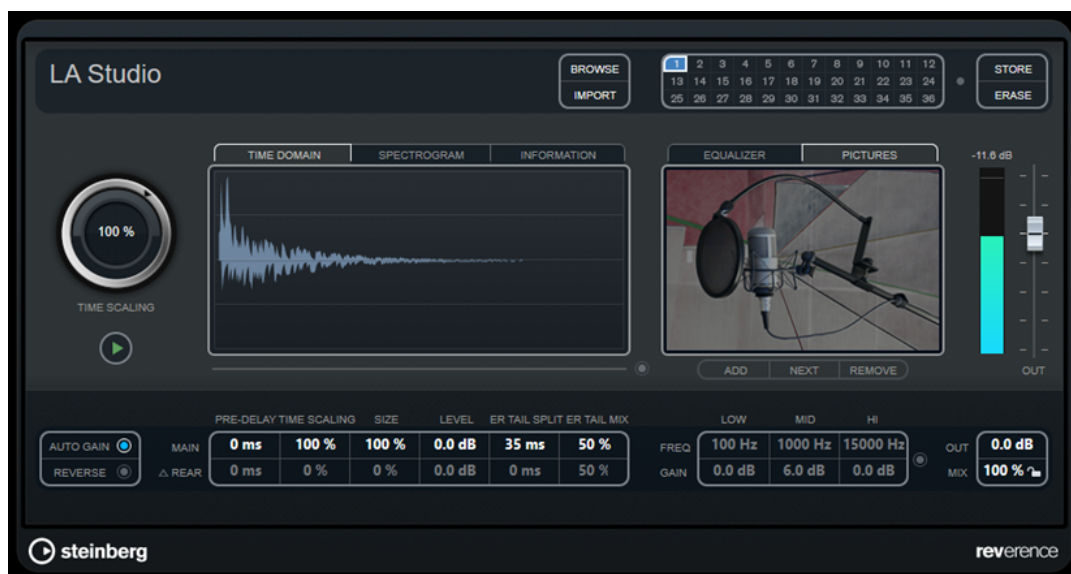 LA Studio
BROWSE
IMPORT
1 2 3 4 5 6 7 8 9 10 11 12
13 14 15 16 17 18 19 20 21 22 23 24
25 26 27 28 29 30 31 32 33 34 35 36
STORE
ERASE
TIME DOMAIN SPECTROGRAM INFORMATION
EQUALIZER PICTURES
-11.6 dB
100 %
TIME SCALING
ADD NEXT REMOVE
OUT
PRE-DELAY TIME SCALING SIZE LEVEL ER TAIL SPLIT ER TAIL MIX
LOW MID HI
AUTO GAIN MAIN 0 ms 100 % 100 % 0.0 dB 35 ms 50 %
FREQ 100 Hz 1000 Hz 15000 Hz OUT 0.0 dB
REVERSE △ REAR 0 ms 0 % 0 % 0.0 dB 0 ms 50 %
GAIN 0.0 dB 6.0 dB 0.0 dB MIX 100 %
steinberg
reverence